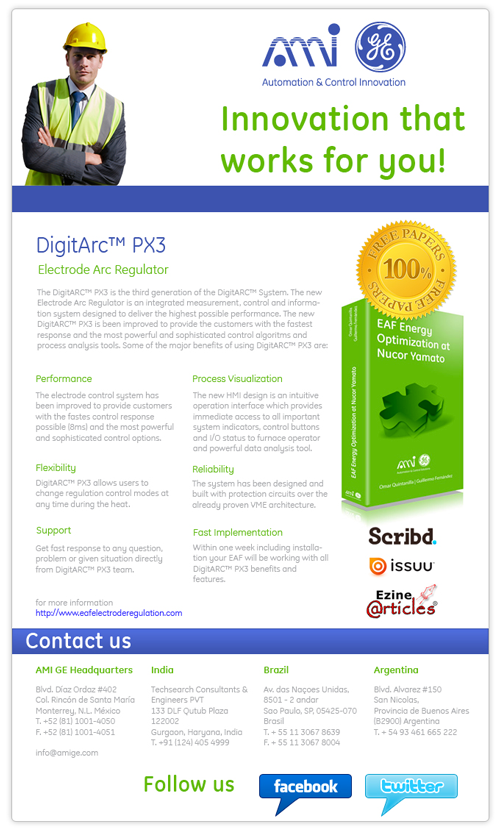 AMi GE
Automation & Control Innovation
Innovation that
works for you!
DigitArc™ PX3
Electrode Arc Regulator
The DigitARC™ PX3 is the third generation of the DigitARC™ System. The new
Electrode Arc Regulator is an integrated measurement, control and informa-
tion system designed to deliver the highest possible performance. The new
DigitARC™ PX3 is been improved to provide the customers with the fastest
response and the most powerful and sophisticated control algoritms and
process analysis tools. Some of the major benefits of using DigitARC™ PX3 are:
FREE PAPERS
100%
FREE PAPERS
EAF Energy
Optimization at
Nucor Yamato
EAF Energy Optimization at Nucor Yamato
AMi GE
Omar Quintanilla | Guillermo Fernandez
Performance
The electrode control system has
been improved to provide customers
with the fastes control response
possible (8ms) and the most powerful
and sophisticated control options.
Process Visualization
The new HMI design is an intuitive
operation interface which provides
immediate access to all important
system indicators, control buttons
and I/O status to furnace operator
and powerful data analysis tool.
Flexibility
DigitARC™ PX3 allows users to
change regulation control modes at
any time during the heat.
Reliability
The system has been designed and
built with protection circuits over the
already proven VME architecture.
Support
Get fast response to any question,
problem or given situation directly
from DigitARC™ PX3 team.
Fast Implementation
Within one week including installa-
tion your EAF will be working with all
DigitARC™ PX3 benefits and
features.
Scribd.
issuu
Ezine
@rticles
for more information
http://www.eafelectroderegulation.com
Contact us
AMI GE Headquarters
Blvd. Díaz Ordaz #402
Col. Rincón de Santa María
Monterrey, N.L. México
T. +52 (81) 1001-4050
F. +52 (81) 1001-4051
info@amige.com
India
Techsearch Consultants &
Engineers PVT
133 DLF Qutub Plaza
122002
Gurgaon, Haryana, India
T. +91 (124) 405 4999
Brazil
Av. das Naçoes Unidas,
8501 - 2 andar
Sao Paulo, SP, 05425-070
Brasil
T. + 55 11 3067 8639
F. + 55 11 3067 8004
Argentina
Blvd. Alvarez #150
San Nicolas,
Provincia de Buenos Aires
(B2900) Argentina
T. + 54 93 461 665 222
Follow us
facebook
twitter